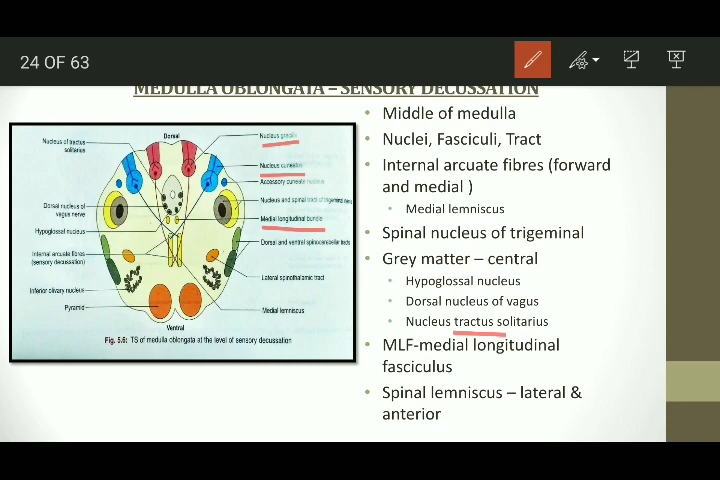 24 OF 63
MEDULLA OBLONGATA – SENSORY DECUSSATION
Nucleus of tractus
solitarius
Dorsal
Nucleus gracilis
Nucleus cuneatus
Accessory cuneate nucleus
Nucleus and spinal tract of trigeminal nerve
Dorsal nucleus of
vagus nerve
Medial longitudinal bundle
Hypoglossal nucleus
Dorsal and ventral spinocerebellar tracts
Internal arcuate fibres
(sensory decussation)
Lateral spinothalamic tract
Inferior olivary nucleus
Pyramid
Medial lemniscus
Ventral
Fig. 5.6: TS of medulla oblongata at the level of sensory decussation
• Middle of medulla
• Nuclei, Fasciculi, Tract
• Internal arcuate fibres (forward
and medial )
• Medial lemniscus
• Spinal nucleus of trigeminal
• Grey matter – central
• Hypoglossal nucleus
• Dorsal nucleus of vagus
• Nucleus tractus solitarius
• MLF-medial longitudinal
fasciculus
• Spinal lemniscus – lateral &
anterior